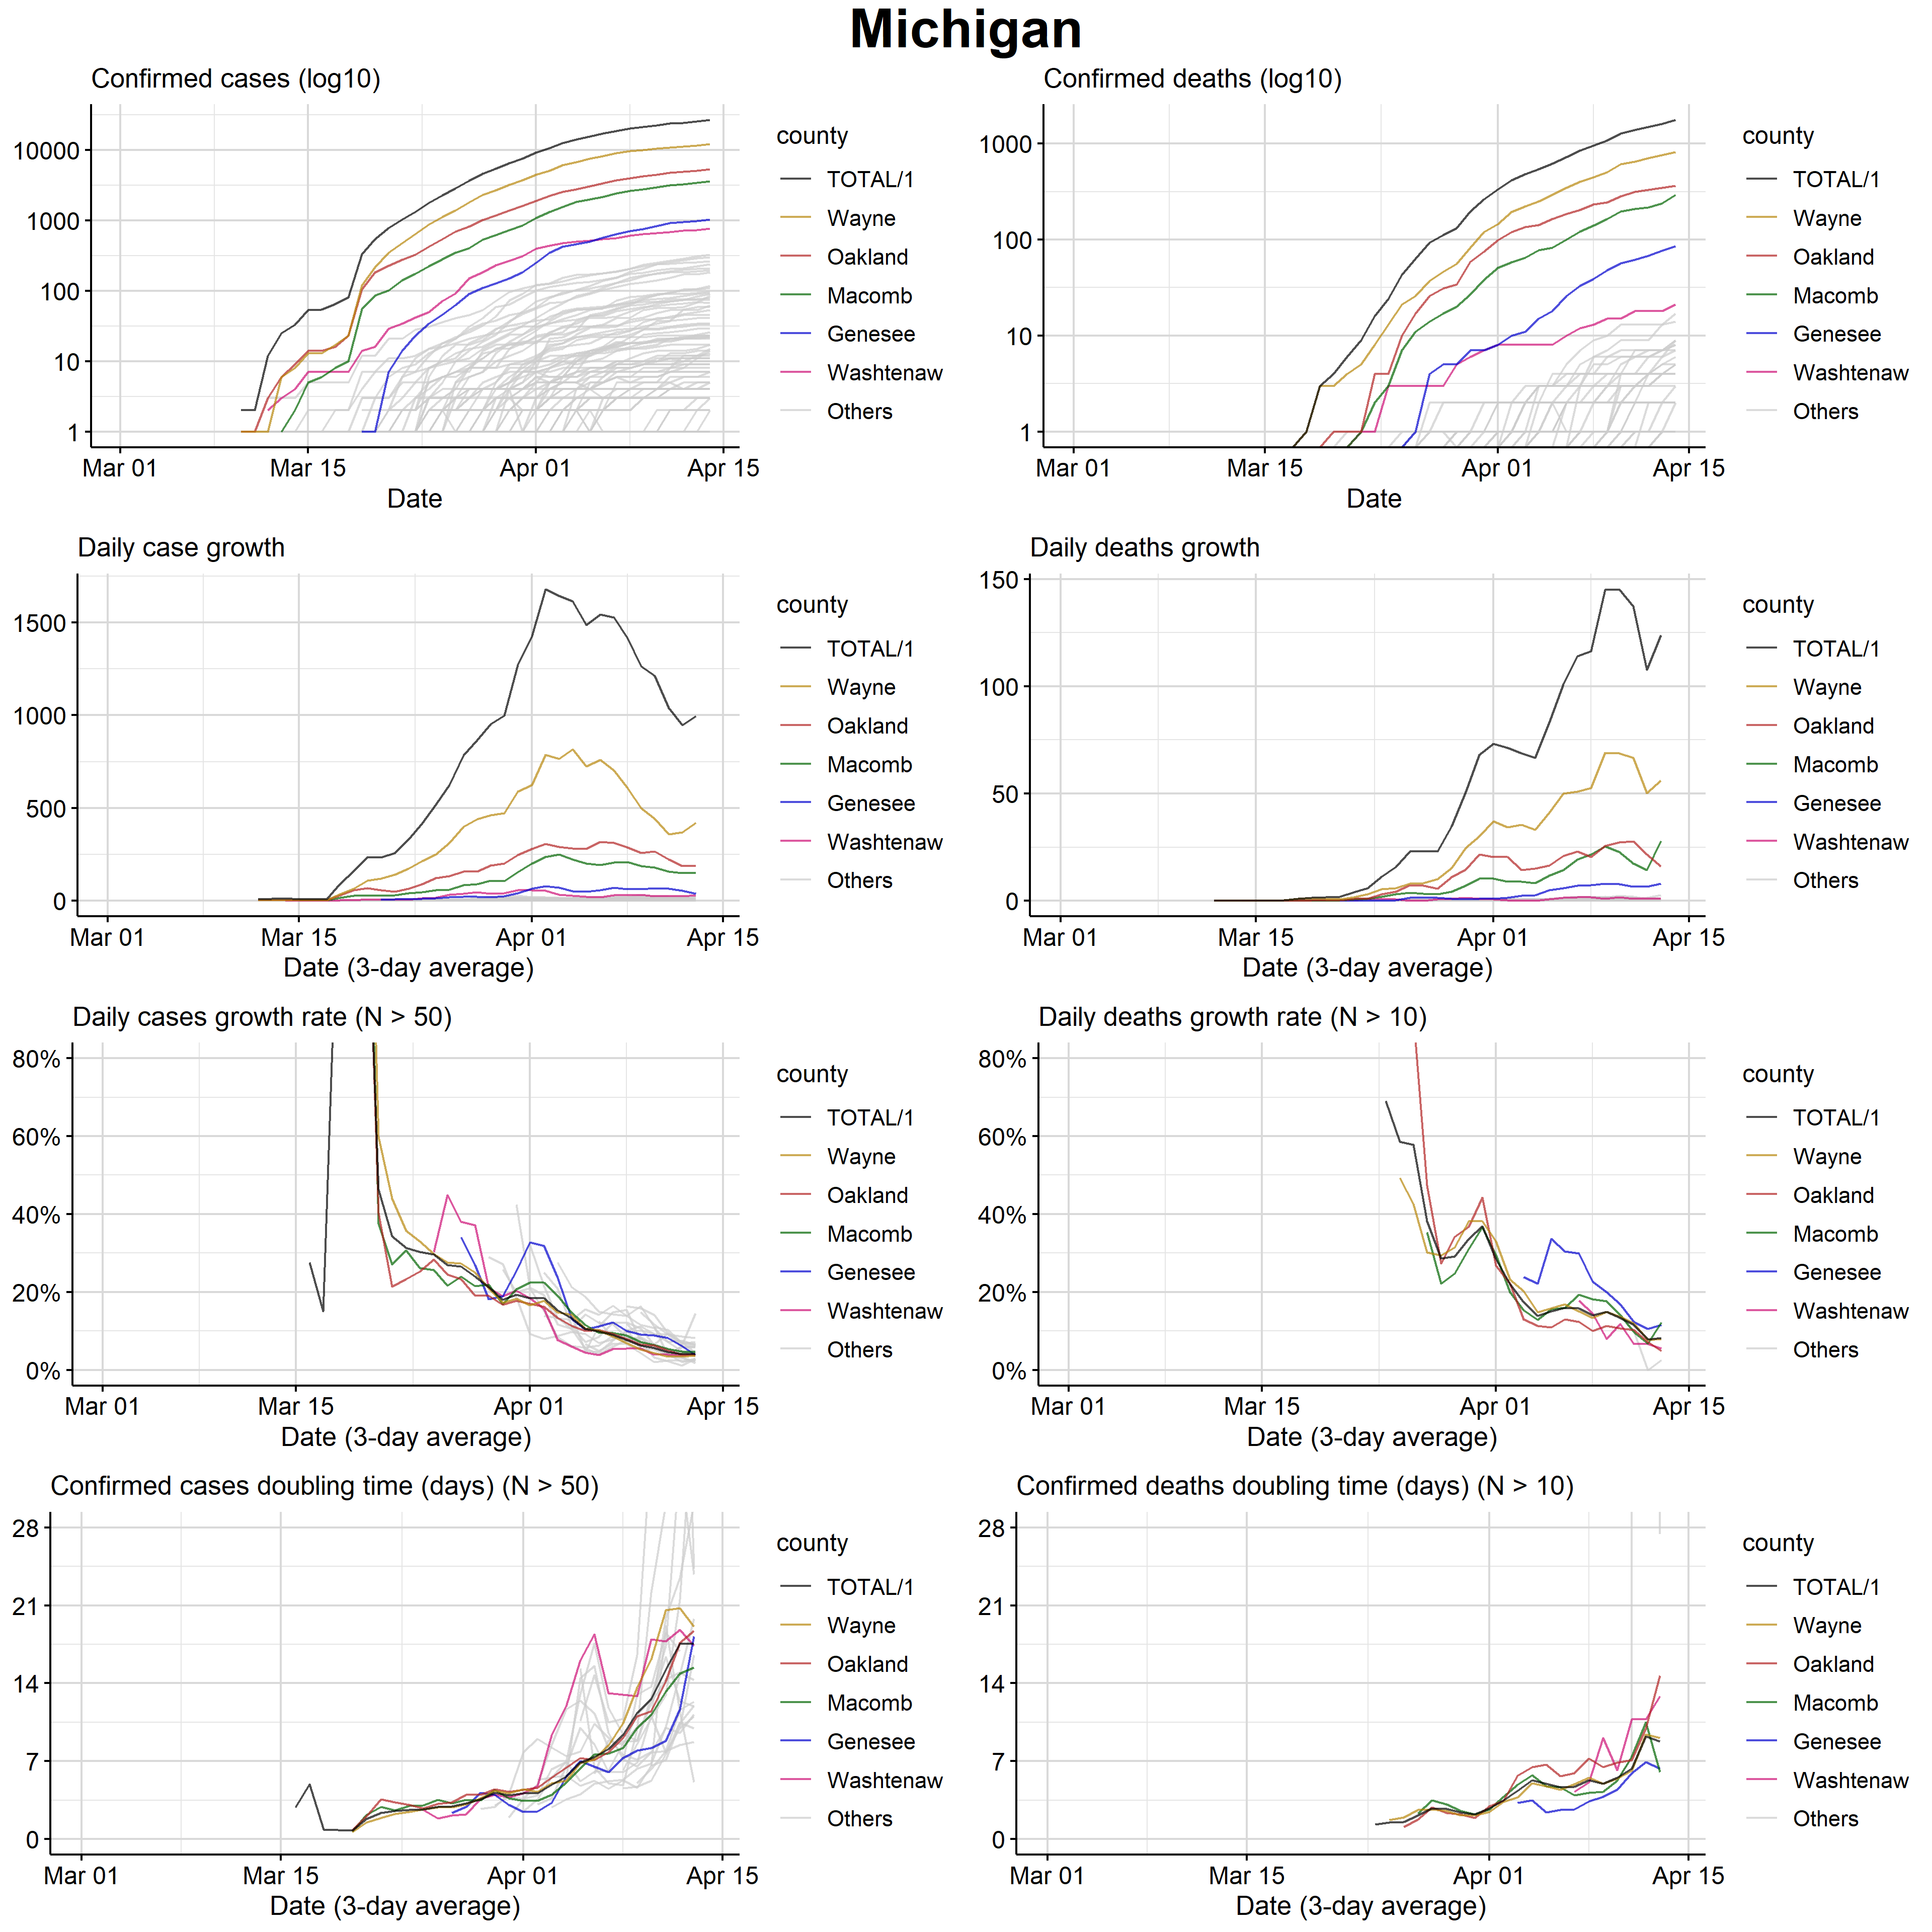 Michigan
Confirmed cases (log10)
10000
1000
100
10
1
Mar 01
Mar 15
Apr 01
Apr 15
Date
county
TOTAL/1
Wayne
Oakland
Macomb
Genesee
Washtenaw
Others
Confirmed deaths (log10)
1000
100
10
1
Mar 01
Mar 15
Apr 01
Apr 15
Date
county
TOTAL/1
Wayne
Oakland
Macomb
Genesee
Washtenaw
Others
Daily case growth
1500
1000
500
0
Mar 01
Mar 15
Apr 01
Apr 15
Date (3-day average)
county
TOTAL/1
Wayne
Oakland
Macomb
Genesee
Washtenaw
Others
Daily deaths growth
150
100
50
0
Mar 01
Mar 15
Apr 01
Apr 15
Date (3-day average)
county
TOTAL/1
Wayne
Oakland
Macomb
Genesee
Washtenaw
Others
Daily cases growth rate (N > 50)
80%
60%
40%
20%
0%
Mar 01
Mar 15
Apr 01
Apr 15
Date (3-day average)
county
TOTAL/1
Wayne
Oakland
Macomb
Genesee
Washtenaw
Others
Daily deaths growth rate (N > 10)
80%
60%
40%
20%
0%
Mar 01
Mar 15
Apr 01
Apr 15
Date (3-day average)
county
TOTAL/1
Wayne
Oakland
Macomb
Genesee
Washtenaw
Others
Confirmed cases doubling time (days) (N > 50)
28
21
14
7
0
Mar 01
Mar 15
Apr 01
Apr 15
Date (3-day average)
county
TOTAL/1
Wayne
Oakland
Macomb
Genesee
Washtenaw
Others
Confirmed deaths doubling time (days) (N > 10)
28
21
14
7
0
Mar 01
Mar 15
Apr 01
Apr 15
Date (3-day average)
county
TOTAL/1
Wayne
Oakland
Macomb
Genesee
Washtenaw
Others